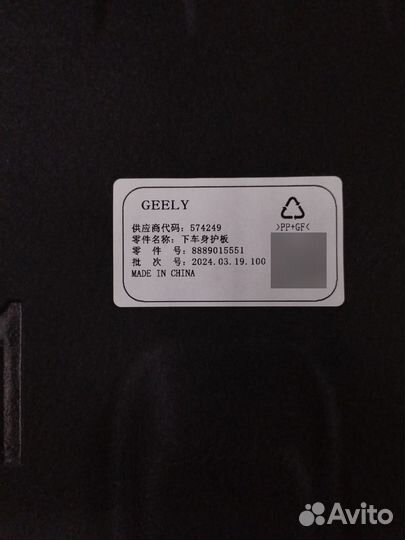 GEELY
供应商代码: 574249
零件名称: 下车身护板
零 件 号: 8889015551
批 次 号: 2024.03.19.100
MADE IN CHINA
>PP+GF<
Avito